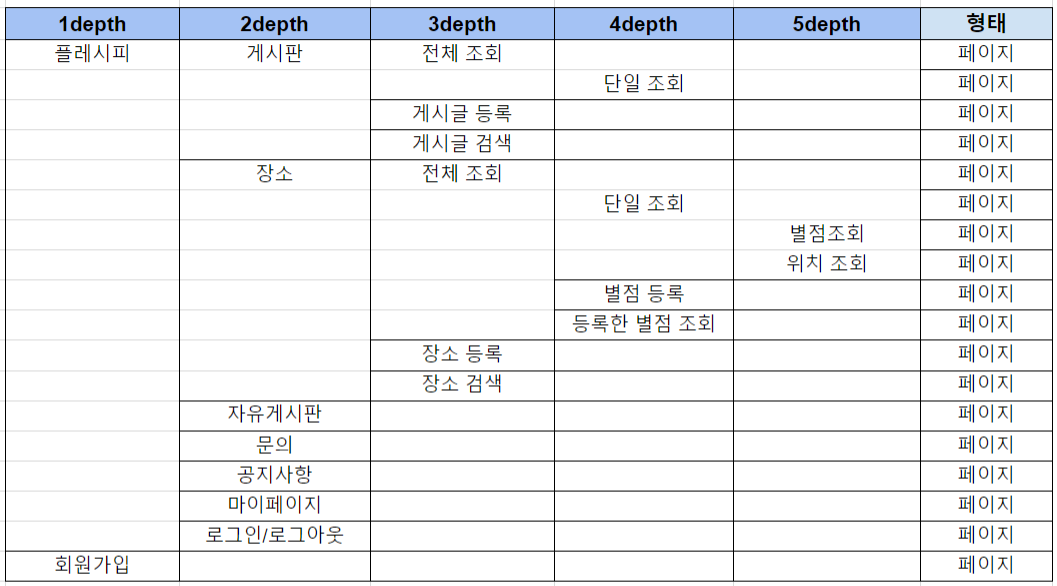 1depth 2depth 3depth 4depth 5depth 형태
플레시피 게시판 전체 조회 페이지
단일 조회 페이지
게시글 등록 페이지
게시글 검색 페이지
장소 전체 조회 페이지
단일 조회 페이지
별점조회 페이지
위치 조회 페이지
별점 등록 페이지
등록한 별점 조회 페이지
장소 등록 페이지
장소 검색 페이지
자유게시판 페이지
문의 페이지
공지사항 페이지
마이페이지 페이지
로그인/로그아웃 페이지
회원가입 페이지